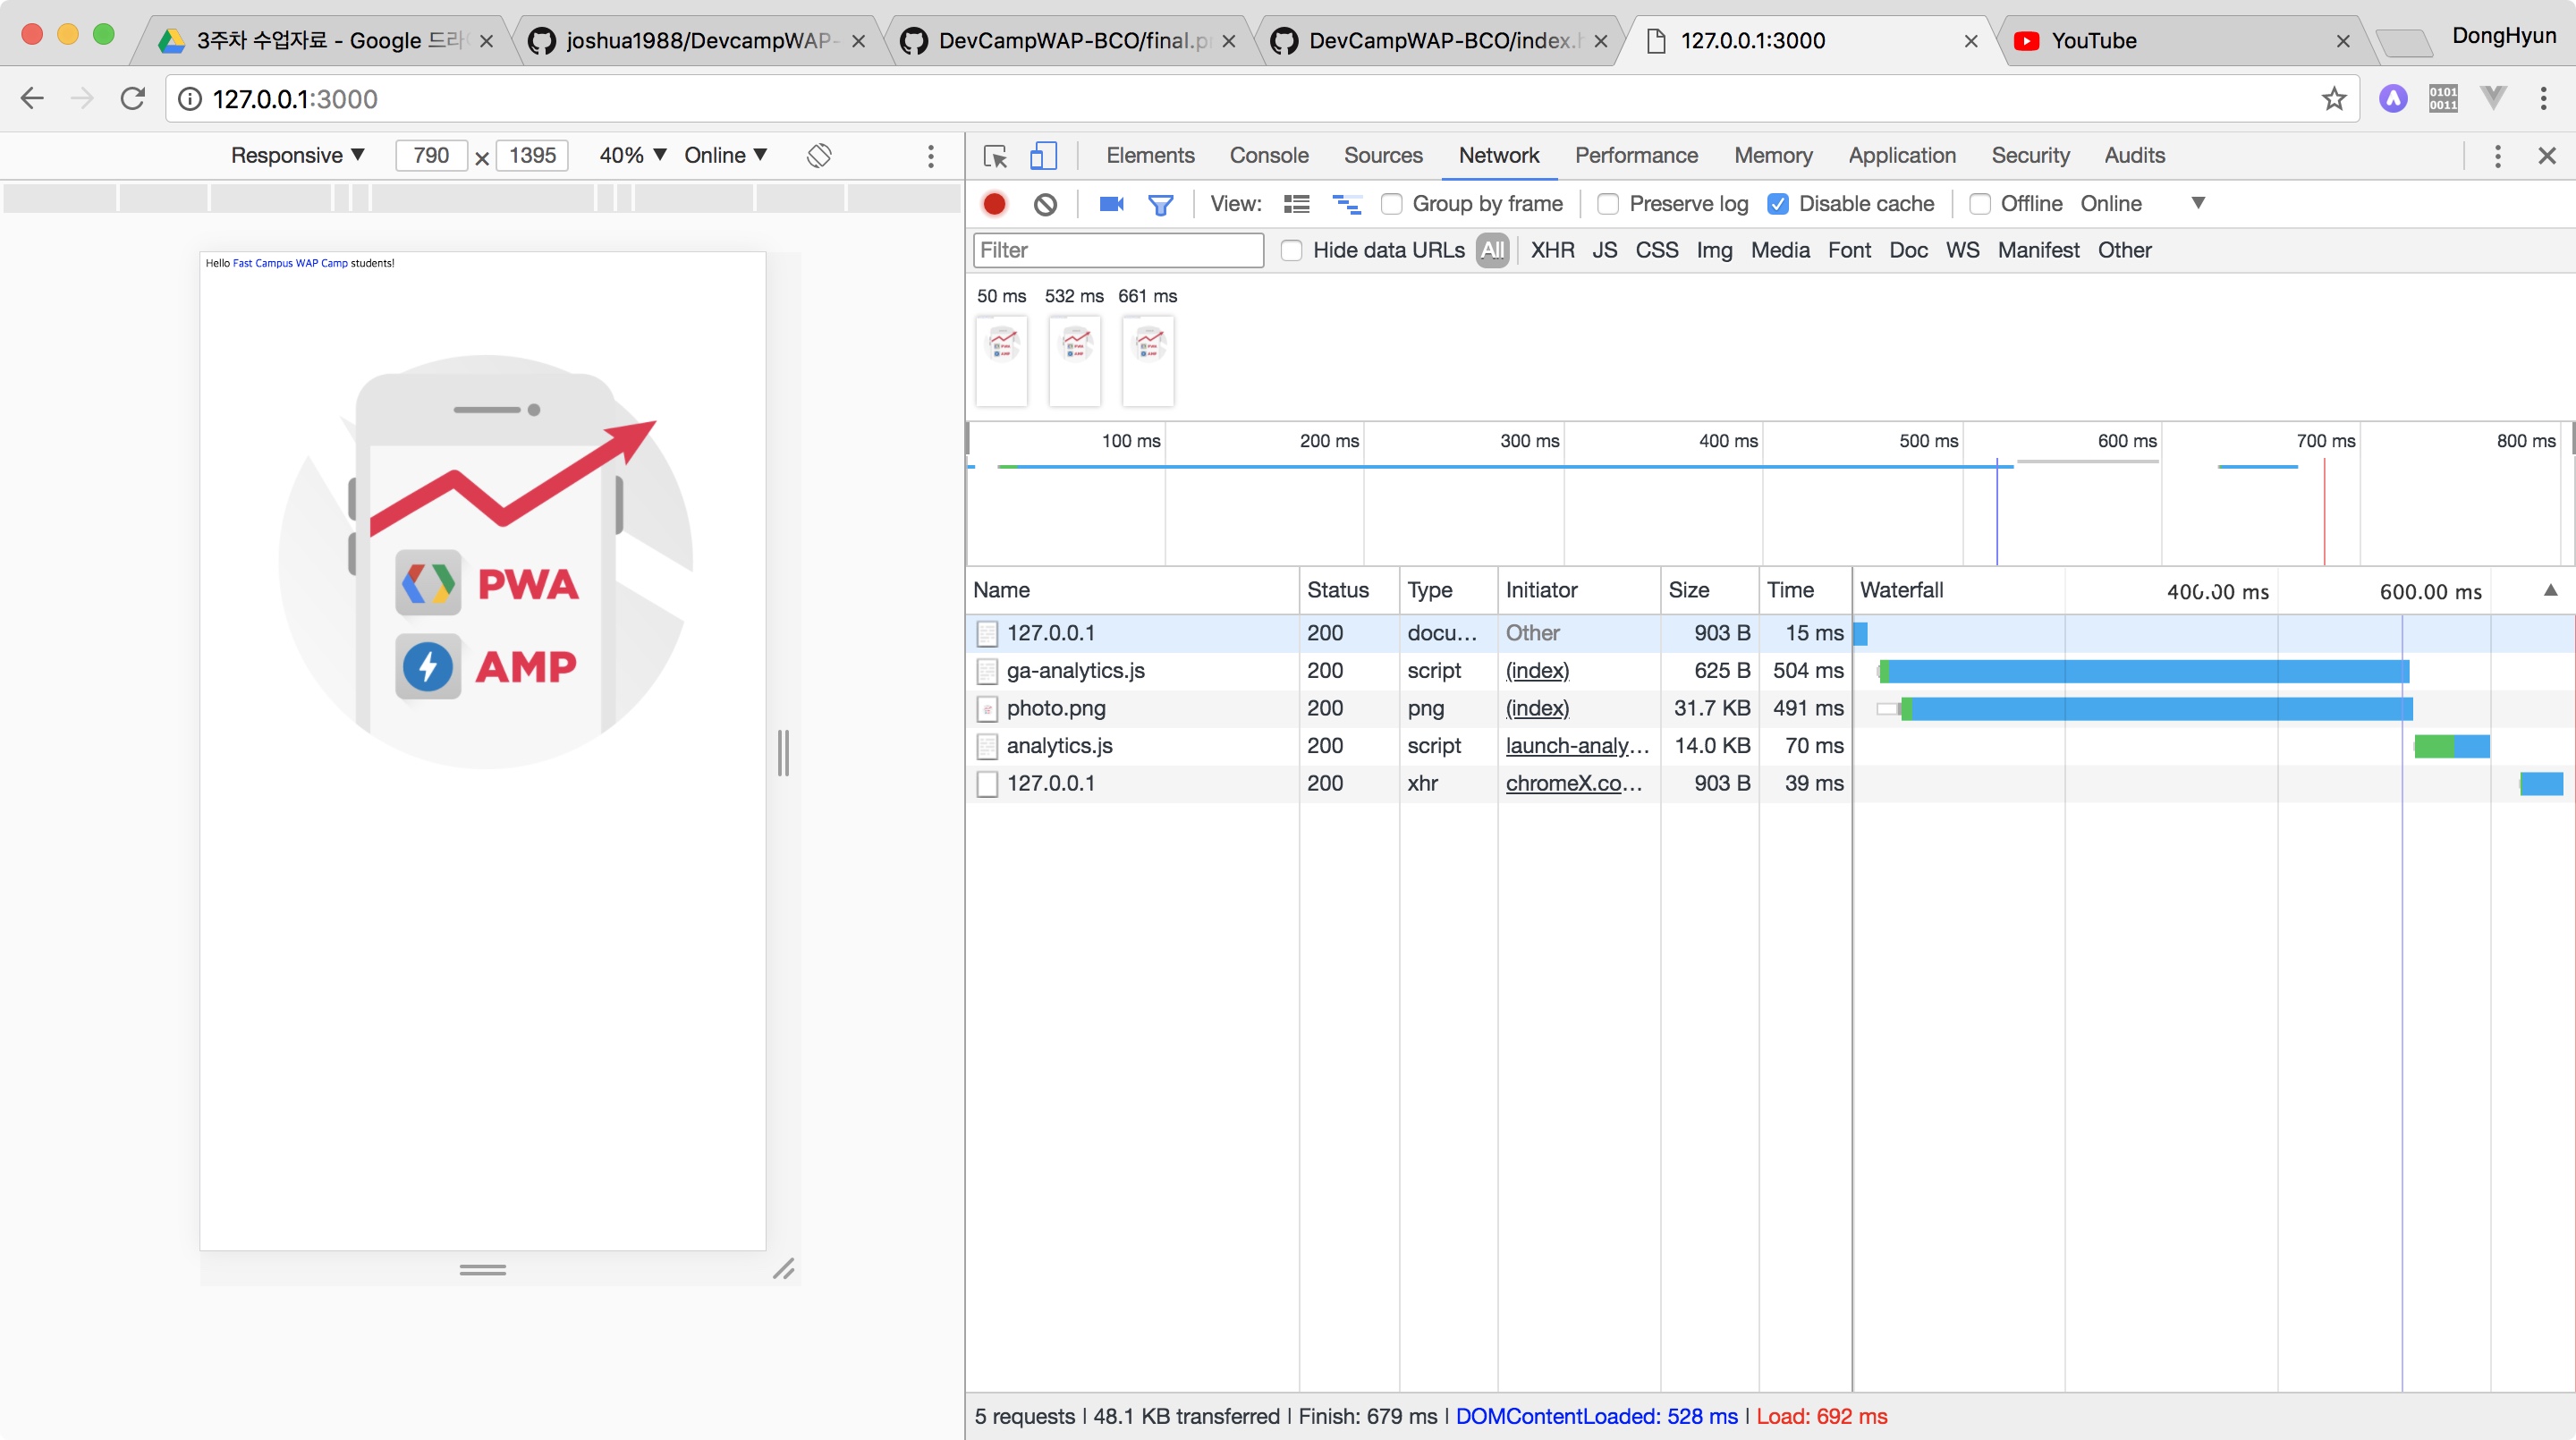 3주차 수업자료 - Google 드라
joshua1988/DevcampWAP-
DevCampWAP-BCO/final.p
DevCampWAP-BCO/index.
127.0.0.1:3000
YouTube
DongHyun
127.0.0.1:3000
0101
0011
Responsive ▼ 790 × 1395 40% ▼ Online ▼
Elements Console Sources Network Performance Memory Application Security Audits
View: Group by frame Preserve log Disable cache Offline Online ▼
Filter Hide data URLs All XHR JS CSS Img Media Font Doc WS Manifest Other
50 ms 532 ms 661 ms
Hello Fast Campus WAP Camp students!
PWA
AMP
100 ms 200 ms 300 ms 400 ms 500 ms 600 ms 700 ms 800 ms
Name Status Type Initiator Size Time Waterfall 400.00 ms 600.00 ms ▲
127.0.0.1 200 docu... Other 903 B 15 ms
ga-analytics.js 200 script (index) 625 B 504 ms
photo.png 200 png (index) 31.7 KB 491 ms
analytics.js 200 script launch-analy... 14.0 KB 70 ms
127.0.0.1 200 xhr chromeX.co... 903 B 39 ms
5 requests | 48.1 KB transferred | Finish: 679 ms | DOMContentLoaded: 528 ms | Load: 692 ms